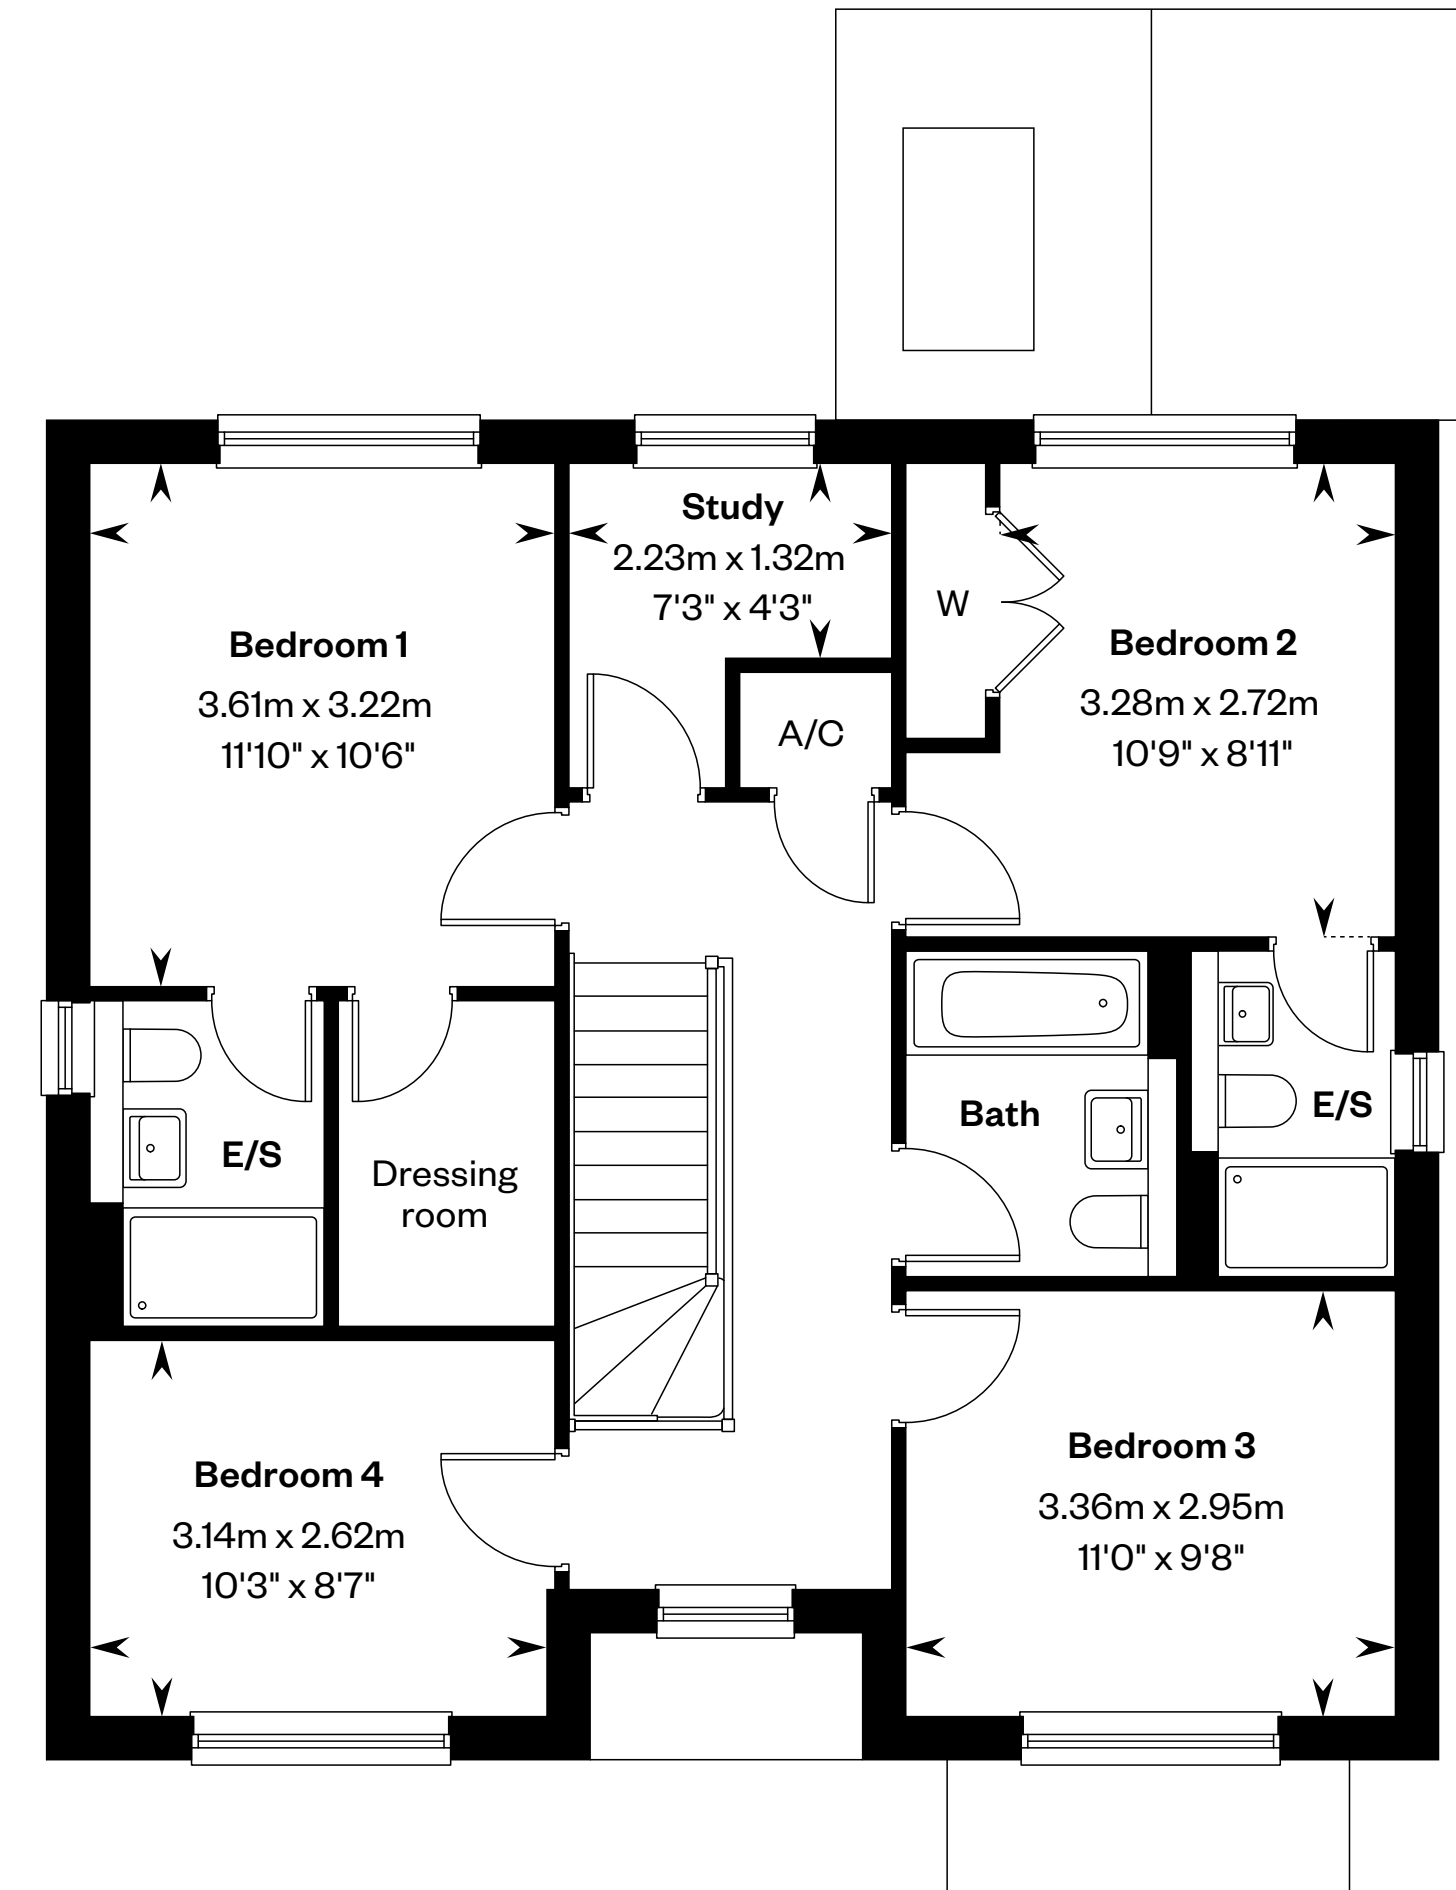 Study
2.23m x 1.32m
7'3" x 4'3"
W
Bedroom 1
3.61m x 3.22m
11'10" x 10'6"
Bedroom 2
3.28m x 2.72m
10'9" x 8'11"
A/C
E/S
Dressing
room
Bath
E/S
Bedroom 4
3.14m x 2.62m
10'3" x 8'7"
Bedroom 3
3.36m x 2.95m
11'0" x 9'8"